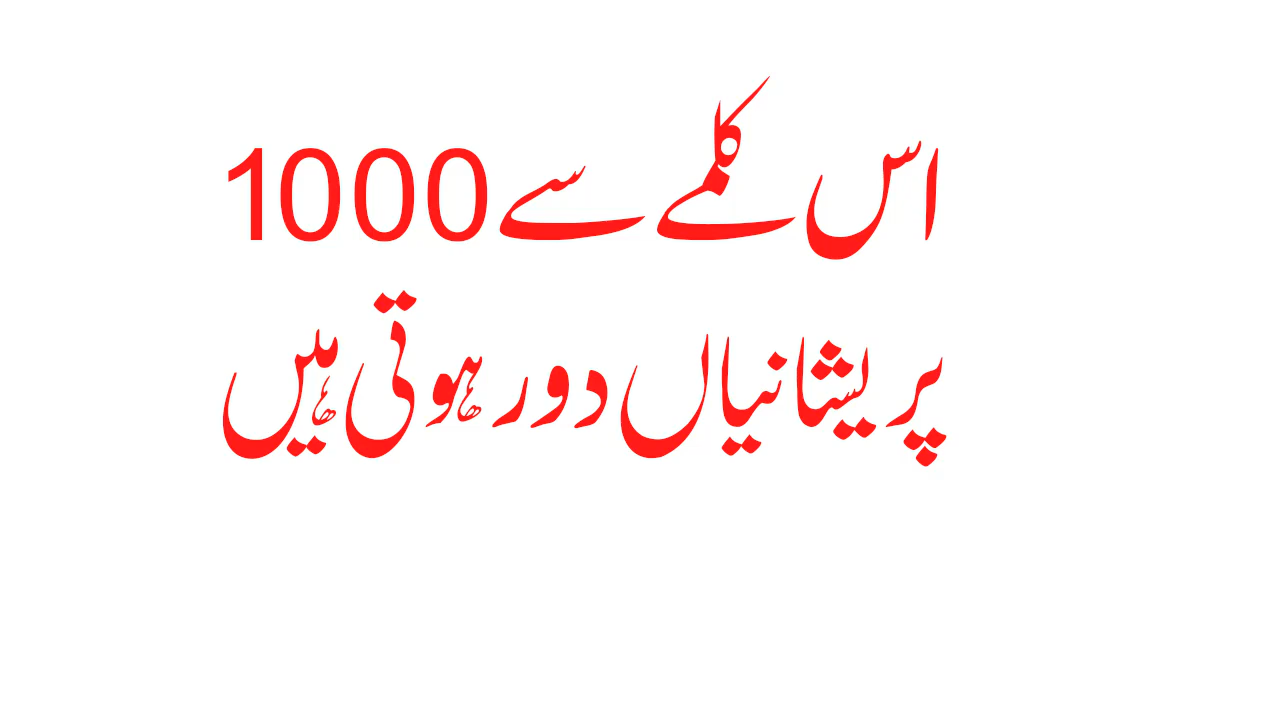 اس کلمے سے 1000
پریشانیاں دور ہوتی ہیں